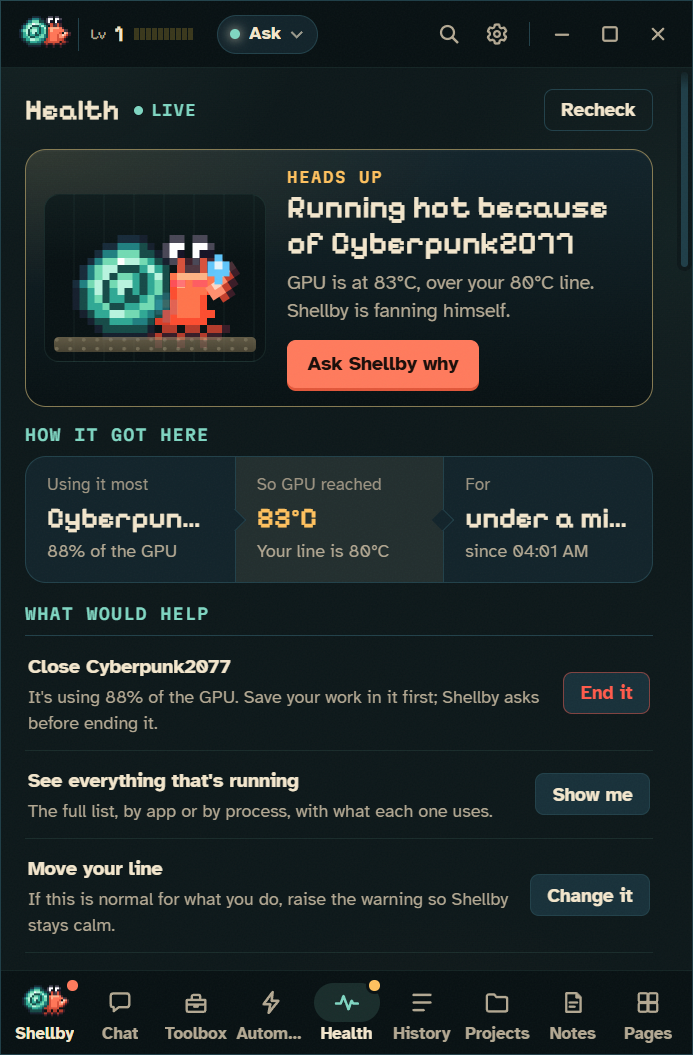 Lv 1
Ask
Health
LIVE
Recheck
HEADS UP
Running hot because
of Cyberpunk2077
GPU is at 83°C, over your 80°C line.
Shellby is fanning himself.
Ask Shellby why
HOW IT GOT HERE
Using it most
Cyberpun...
88% of the GPU
So GPU reached
83°C
Your line is 80°C
For
under a mi...
since 04:01 AM
WHAT WOULD HELP
Close Cyberpunk2077
It's using 88% of the GPU. Save your work in it first; Shellby asks
before ending it.
End it
See everything that's running
The full list, by app or by process, with what each one uses.
Show me
Move your line
If this is normal for what you do, raise the warning so Shellby
stays calm.
Change it
Shellby
Chat
Toolbox
Autom...
Health
History
Projects
Notes
Pages